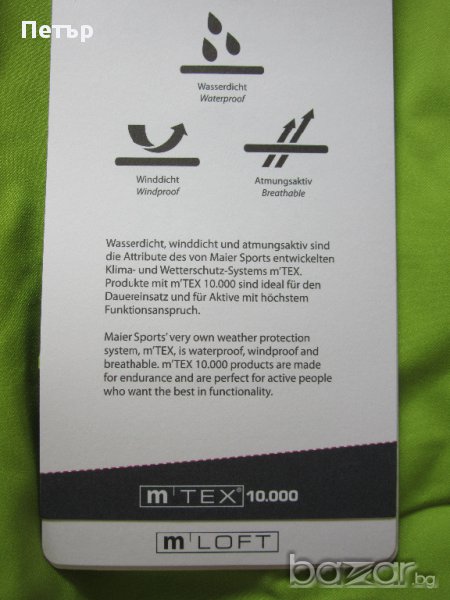 Петър
Wasserdicht
Waterproof
Winddicht
Windproof
Atmungsaktiv
Breathable
Wasserdicht, winddicht und atmungsaktiv sind
die Attribute des von Maier Sports entwickelten
Klima- und Wetterschutz-Systems m'TEX.
Produkte mit m'TEX 10.000 sind ideal für den
Dauereinsatz und für Aktive mit höchstem
Funktionsanspruch.
Maier Sports' very own weather protection
system, m'TEX, is waterproof, windproof and
breathable. m'TEX 10.000 products are made
for endurance and are perfect for active people
who want the best in functionality.
m'TEX® 10.000
m'LOFT
bazar.bg